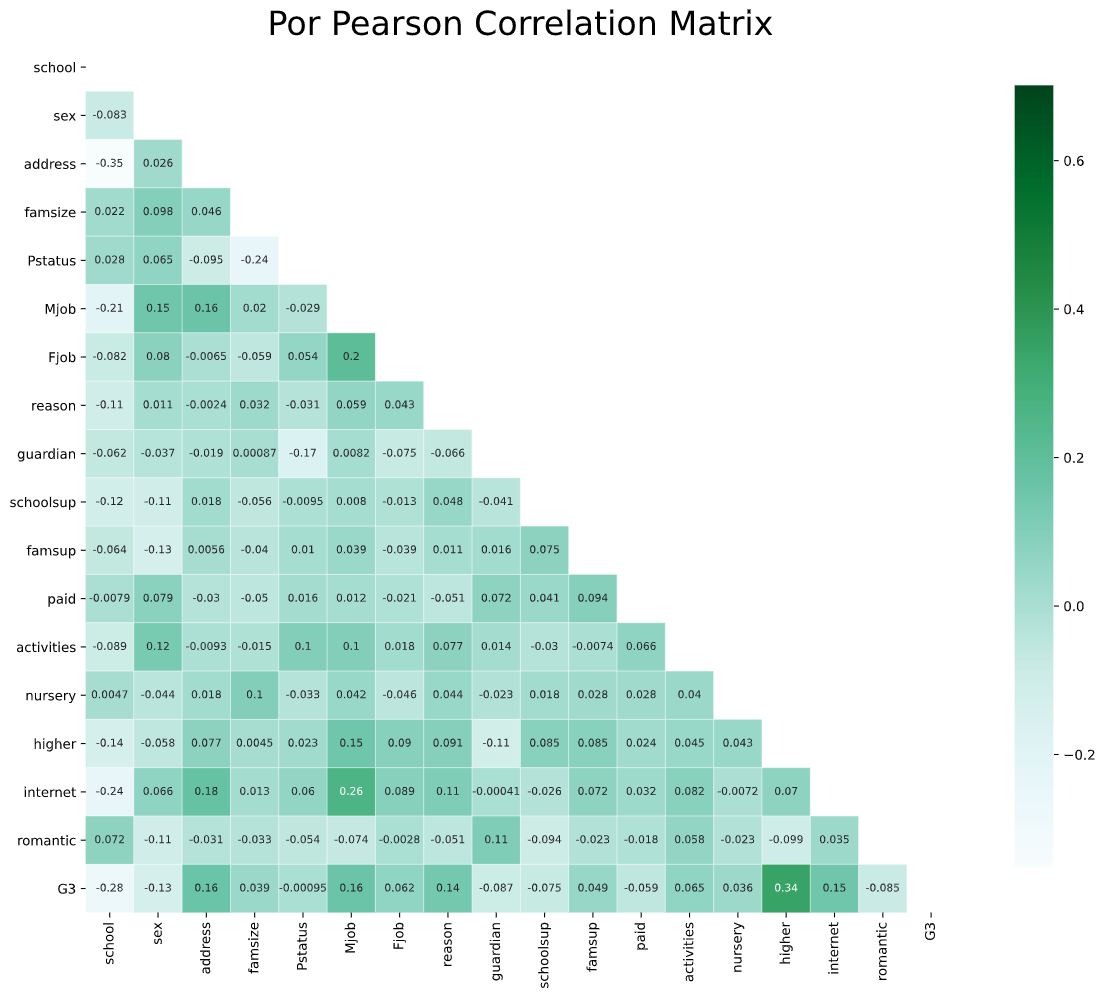 Por Pearson Correlation Matrix
school
sex -0.083
address -0.35 0.026
famsize 0.022 0.098 0.046
Pstatus 0.028 0.065 -0.095 -0.24
Mjob -0.21 0.15 0.16 0.02 -0.029
Fjob -0.082 0.08 -0.0065 -0.059 0.054 0.2
reason -0.11 0.011 -0.0024 0.032 -0.031 0.059 0.043
guardian -0.062 -0.037 -0.019 0.00087 -0.17 0.0082 -0.075 -0.066
schoolsup -0.12 -0.11 0.018 -0.056 -0.0095 0.008 -0.013 0.048 -0.041
famsup -0.064 -0.13 0.0056 -0.04 0.01 0.039 -0.039 0.011 0.016 0.075
paid -0.0079 0.079 -0.03 -0.05 0.016 0.012 -0.021 -0.051 0.072 0.041 0.094
activities -0.089 0.12 -0.0093 -0.015 0.1 0.1 0.018 0.077 0.014 -0.03 -0.0074 0.066
nursery 0.0047 -0.044 0.018 0.1 -0.033 0.042 -0.046 0.044 -0.023 0.018 0.028 0.028 0.04
higher -0.14 -0.058 0.077 0.0045 0.023 0.15 0.09 0.091 -0.11 0.085 0.085 0.024 0.045 0.043
internet -0.24 0.066 0.18 0.013 0.06 0.26 0.089 0.11 -0.00041 -0.026 0.072 0.032 0.082 -0.0072 0.07
romantic 0.072 -0.11 -0.031 -0.033 -0.054 -0.074 -0.0028 -0.051 0.11 -0.094 -0.023 -0.018 0.058 -0.023 -0.099 0.035
G3 -0.28 -0.13 0.16 0.039 -0.00095 0.16 0.062 0.14 -0.087 -0.075 0.049 -0.059 0.065 0.036 0.34 0.15 -0.085
school sex address famsize Pstatus Mjob Fjob reason guardian schoolsup famsup paid activities nursery higher internet romantic G3
0.6
0.4
0.2
0.0
−0.2